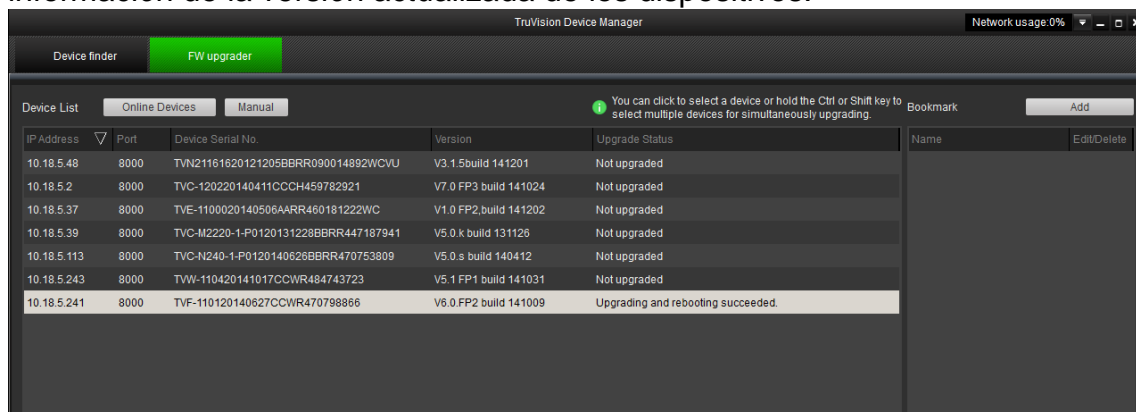 información de la versión actualizada de los dispositivos.
TruVision Device Manager Network usage:0%
Device finder FW upgrader
Device List Online Devices Manual You can click to select a device or hold the Ctrl or Shift key to Bookmark Add
select multiple devices for simultaneously upgrading.
IP Address Port Device Serial No. Version Upgrade Status Name Edit/Delete
10.18.5.48 8000 TVN21161620121205BBRR090014892WCVU V3.1.5build 141201 Not upgraded
10.18.5.2 8000 TVC-120220140411CCCH459782921 V7.0 FP3 build 141024 Not upgraded
10.18.5.37 8000 TVE-1100020140506AARR460181222WC V1.0 FP2,build 141202 Not upgraded
10.18.5.39 8000 TVC-M2220-1-P0120131228BBRR447187941 V5.0.k build 131126 Not upgraded
10.18.5.113 8000 TVC-N240-1-P0120140626BBRR470753809 V5.0.s build 140412 Not upgraded
10.18.5.243 8000 TVW-110420141017CCWR484743723 V5.1 FP1 build 141031 Not upgraded
10.18.5.241 8000 TVF-110120140627CCWR470798866 V6.0.FP2 build 141009 Upgrading and rebooting succeeded.